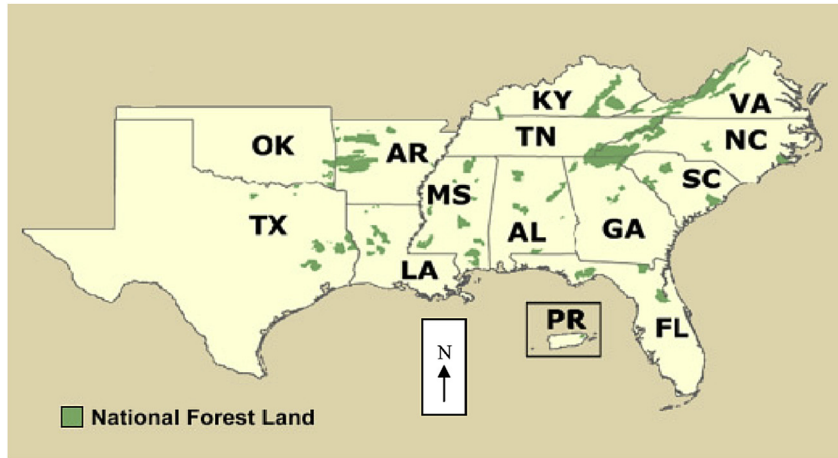 KY
VA
TN
NC
OK
AR
SC
MS
TX
AL
GA
LA
PR
FL
N
National Forest Land